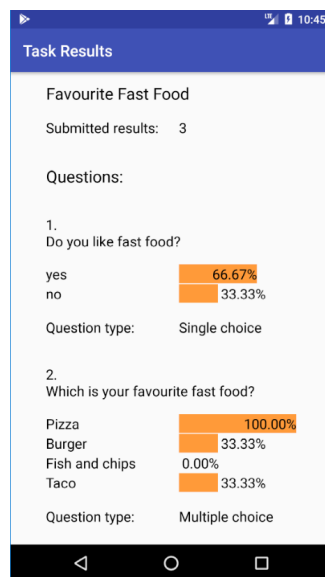 LTE 10:45
Task Results
Favourite Fast Food
Submitted results: 3
Questions:
1.
Do you like fast food?
yes 66.67%
no 33.33%
Question type: Single choice
2.
Which is your favourite fast food?
Pizza 100.00%
Burger 33.33%
Fish and chips 0.00%
Taco 33.33%
Question type: Multiple choice